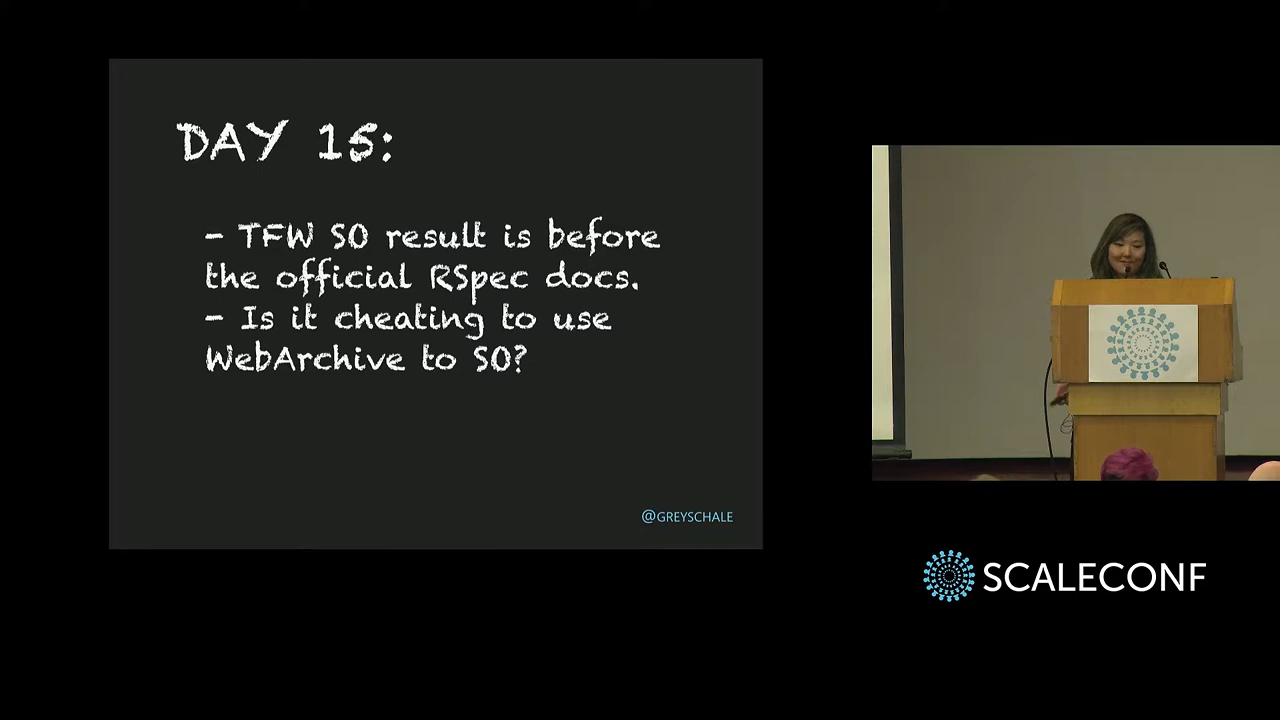 DAY 15:
- TFW SO result is before
the official RSpec docs.
- Is it cheating to use
WebArchive to SO?
@GREYSCHALE
SCALECONF